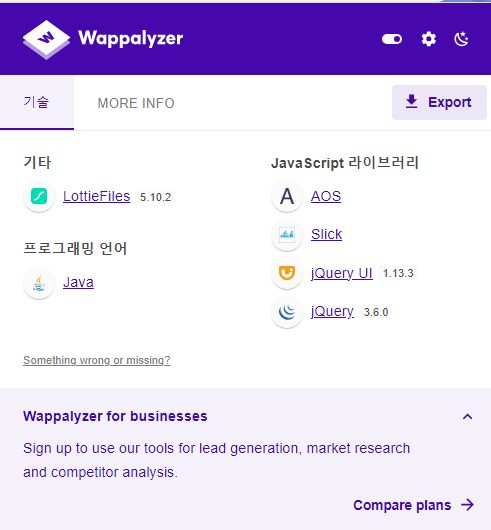 Wappalyzer
기술
MORE INFO
Export
기타
LottieFiles 5.10.2
프로그래밍 언어
Java
JavaScript 라이브러리
AOS
Slick
jQuery UI 1.13.3
jQuery 3.6.0
Something wrong or missing?
Wappalyzer for businesses
Sign up to use our tools for lead generation, market research
and competitor analysis.
Compare plans